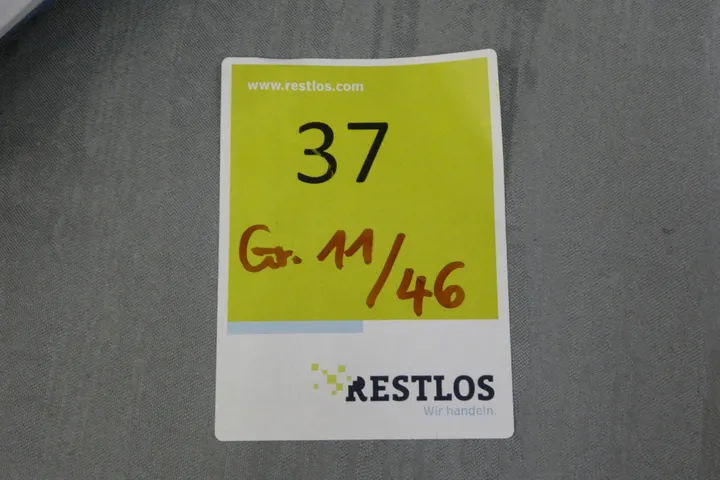 www.restlos.com
37
Gr. 11/46
RESTLOS
Wir handeln.